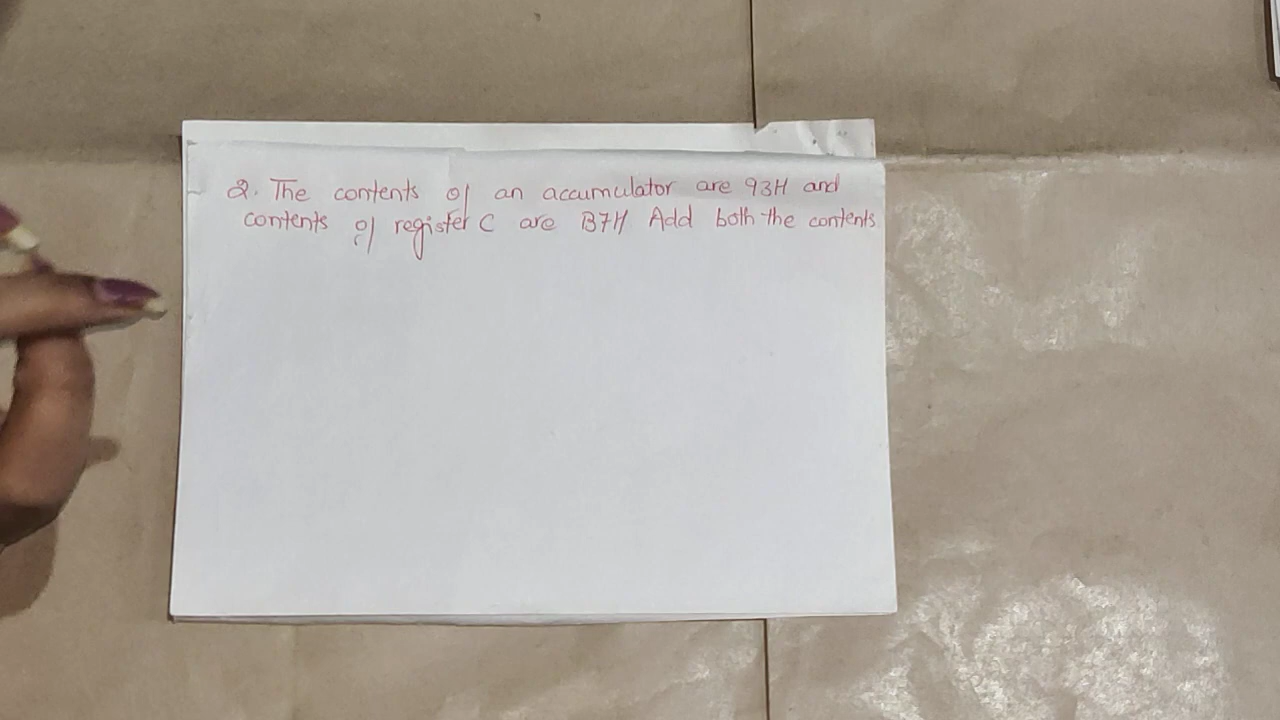 2. The contents of an accumulator are 93H and
contents of register C are B7H Add both the contents